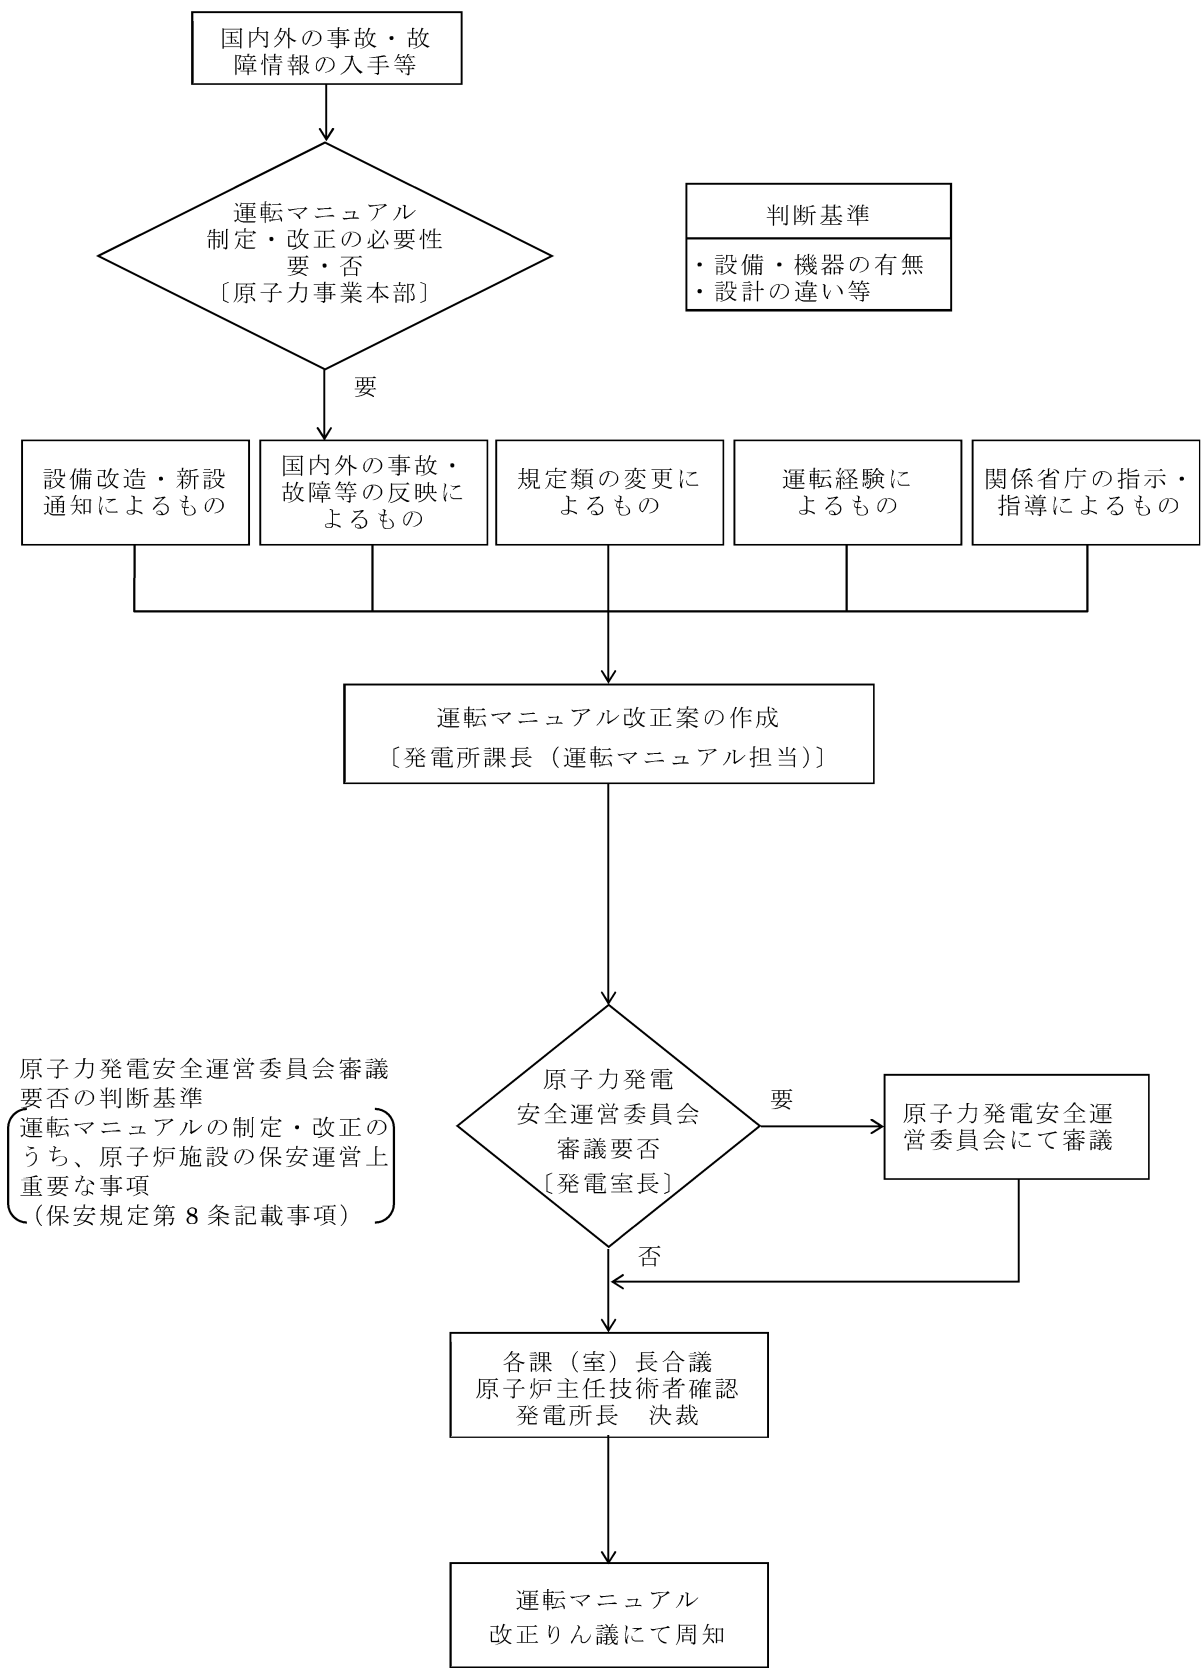 国内外の事故・故
障情報の入手等
運転マニュアル
制定・改正の必要性
要・否
〔原子力事業本部〕
判断基準
・設備・機器の有無
・設計の違い等
要
設備改造・新設
通知によるもの
国内外の事故・
故障等の反映に
よるもの
規定類の変更に
よるもの
運転経験に
よるもの
関係省庁の指示・
指導によるもの
運転マニュアル改正案の作成
〔発電所課長（運転マニュアル担当）〕
原子力発電安全運営委員会審議
要否の判断基準
運転マニュアルの制定・改正の
うち、原子炉施設の保安運営上
重要な事項
（保安規定第8条記載事項）
原子力発電
安全運営委員会
審議要否
〔発電室長〕
要
原子力発電安全運
営委員会にて審議
否
各課（室）長合議
原子炉主任技術者確認
発電所長　決裁
運転マニュアル
改正りん議にて周知